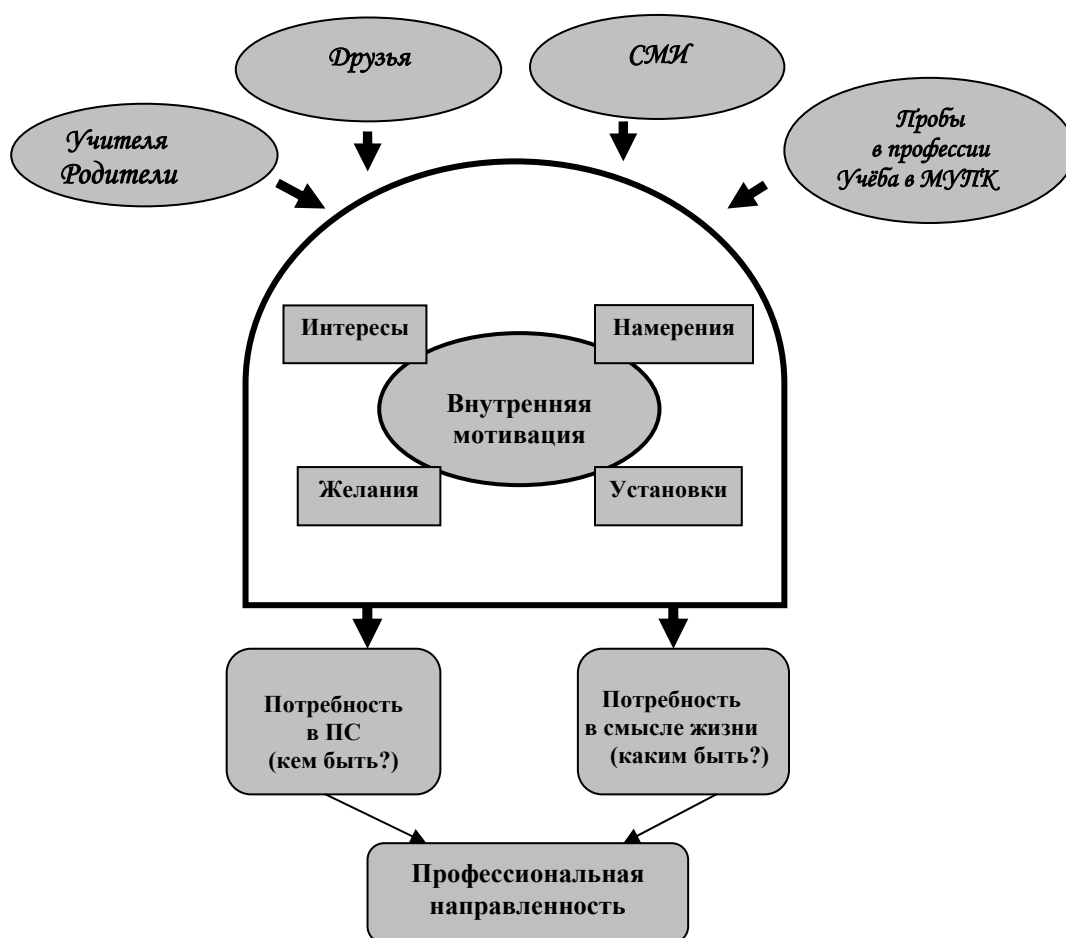 Друзья
СМИ
Учителя
Родители
Пробы
в профессии
Учёба в МУПК
Интересы
Намерения
Внутренняя
мотивация
Желания
Установки
Потребность
в ПС
(кем быть?)
Потребность
в смысле жизни
(каким быть?)
Профессиональная
направленность